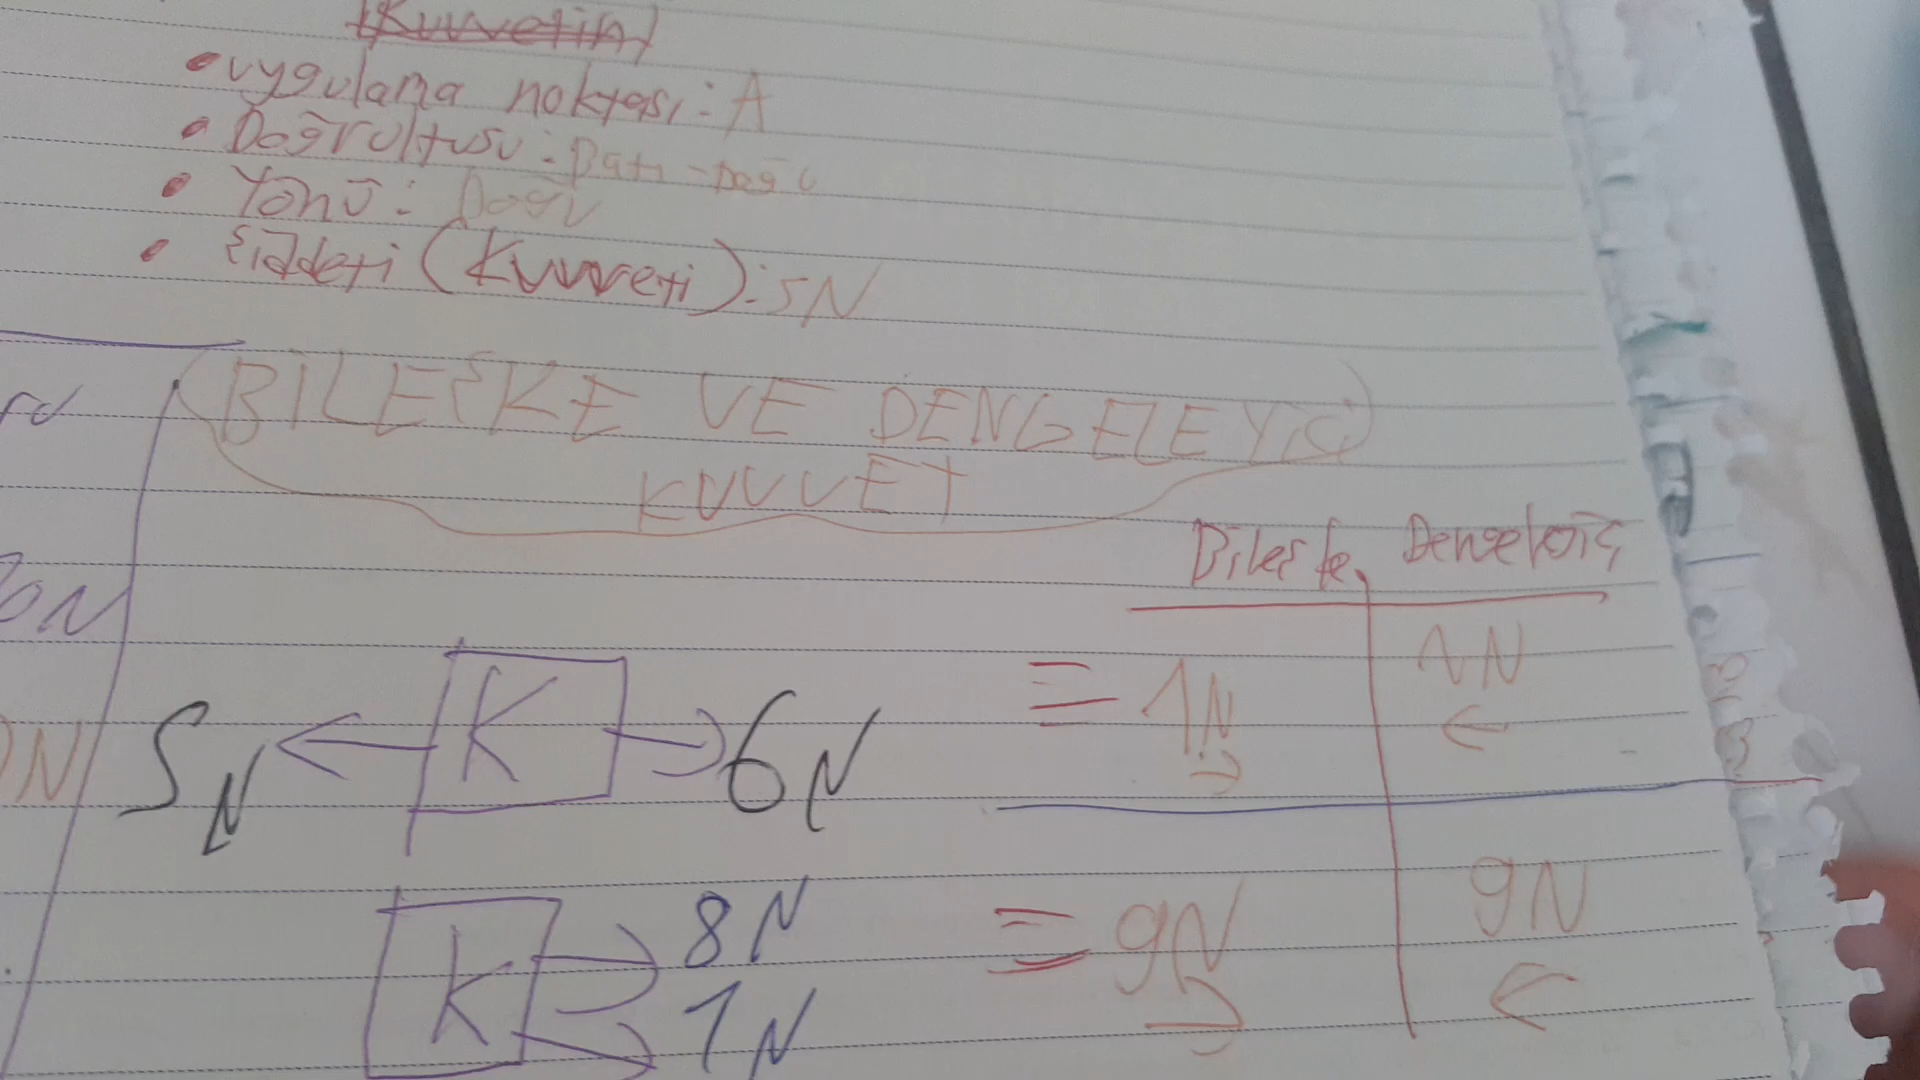 (Kuvvetin)
• uygulama noktası: A
• Doğrultusu: Batı - Doğu
• Yönü: Doğu
• şiddeti (Kuvveti): 5N
BİLEŞKE VE DENGELEYİCİ
KUVVET
Bileşke
5N ← K → 6N = 1N → 1N ←
K → 8N = 9N → 9N ←
→ 1N